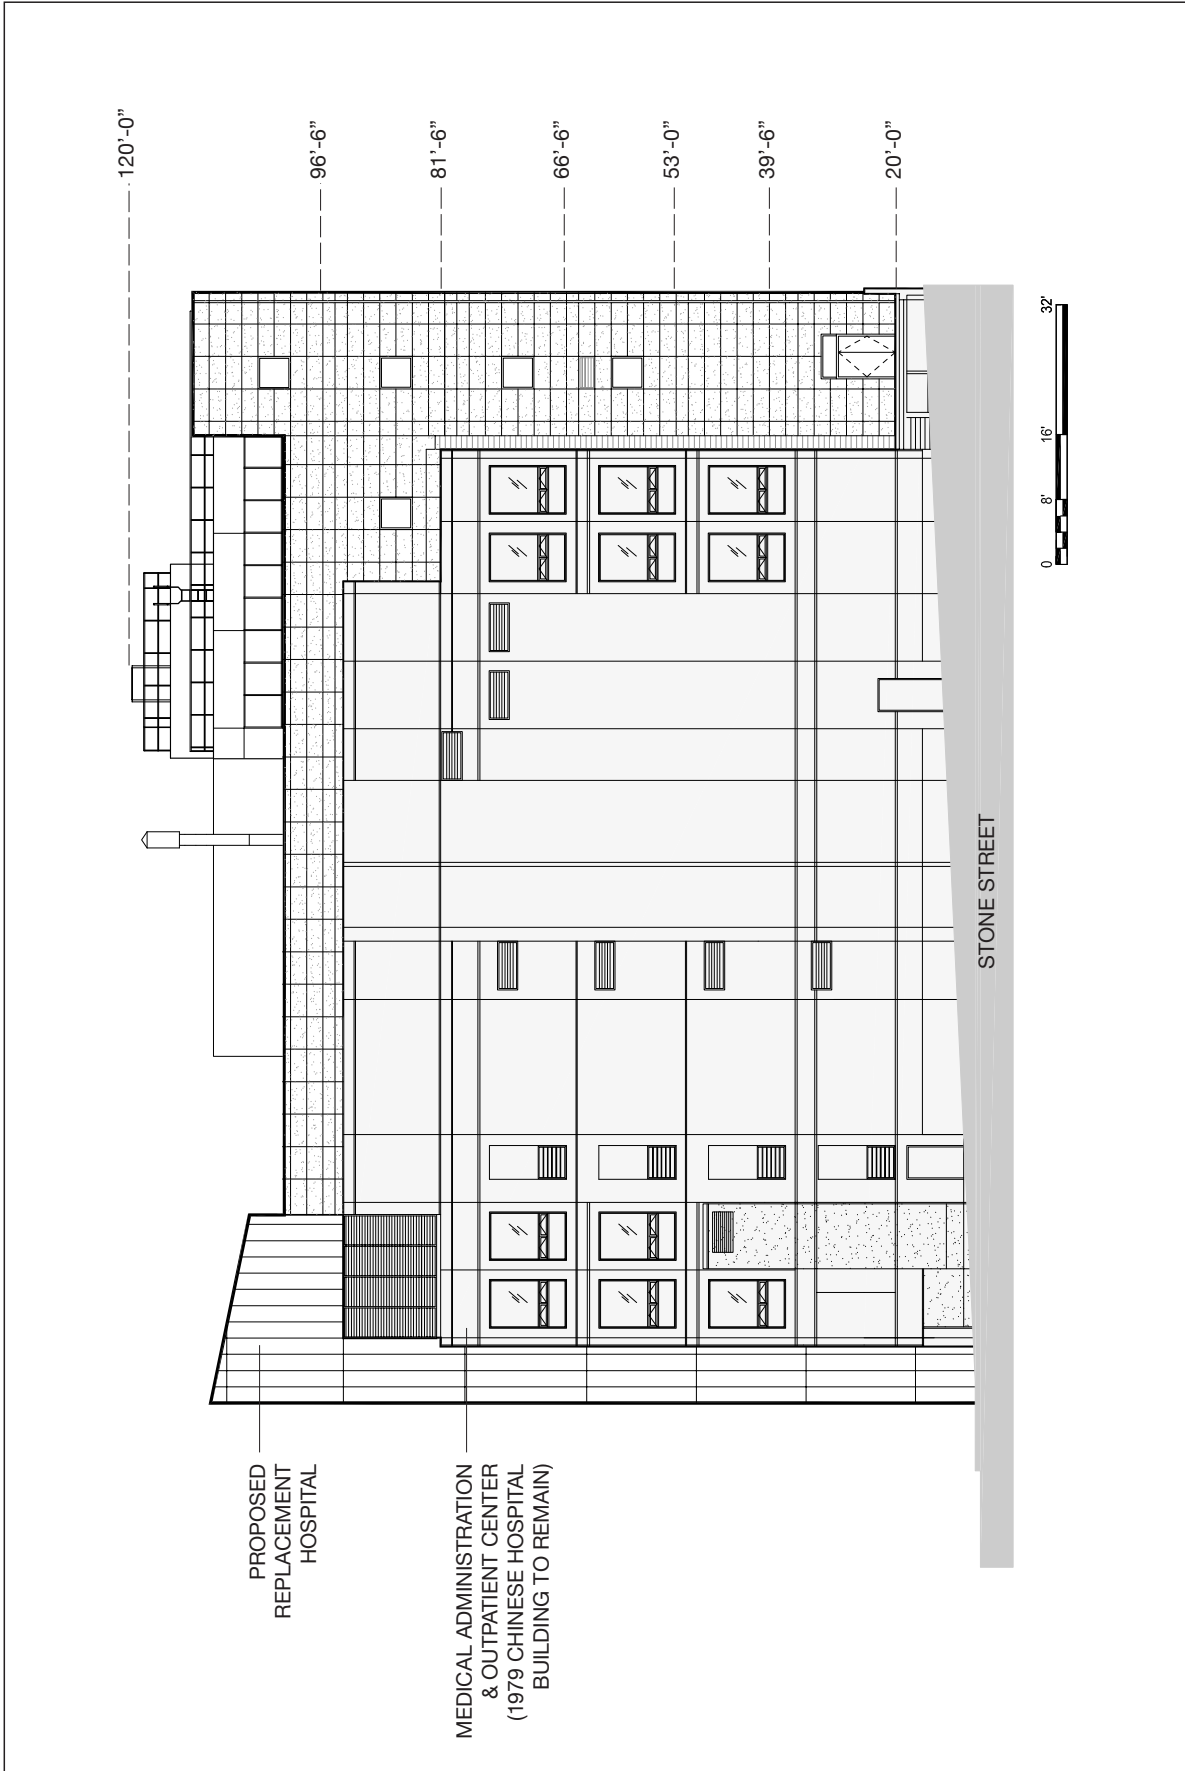 PROPOSED
REPLACEMENT
HOSPITAL
MEDICAL ADMINISTRATION
& OUTPATIENT CENTER
(1979 CHINESE HOSPITAL
BUILDING TO REMAIN)
120'-0"
96'-6"
81'-6"
66'-6"
53'-0"
39'-6"
20'-0"
STONE STREET
0 8' 16' 32'